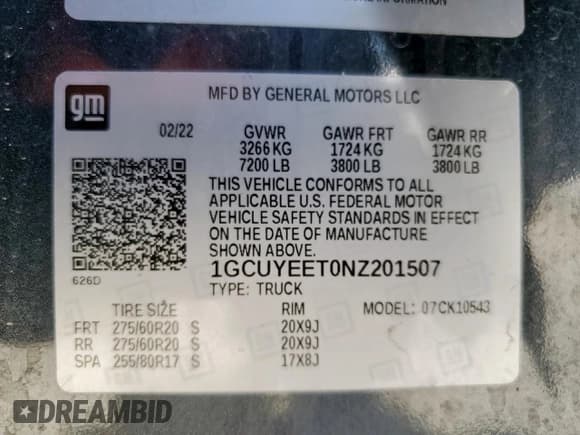 URE INFORMATION
gm
MFD BY GENERAL MOTORS LLC
02/22 GVWR GAWR FRT GAWR RR
3266 KG 1724 KG 1724 KG
7200 LB 3800 LB 3800 LB
THIS VEHICLE CONFORMS TO ALL
APPLICABLE U.S. FEDERAL MOTOR
VEHICLE SAFETY STANDARDS IN EFFECT
ON THE DATE OF MANUFACTURE
SHOWN ABOVE.
626D
1GCUYEET0NZ201507
TYPE: TRUCK
TIRE SIZE RIM MODEL: 07CK10543
FRT 275/60R20 S 20X9J
RR 275/60R20 S 20X9J
SPA 255/80R17 S 17X8J
DREAMBID